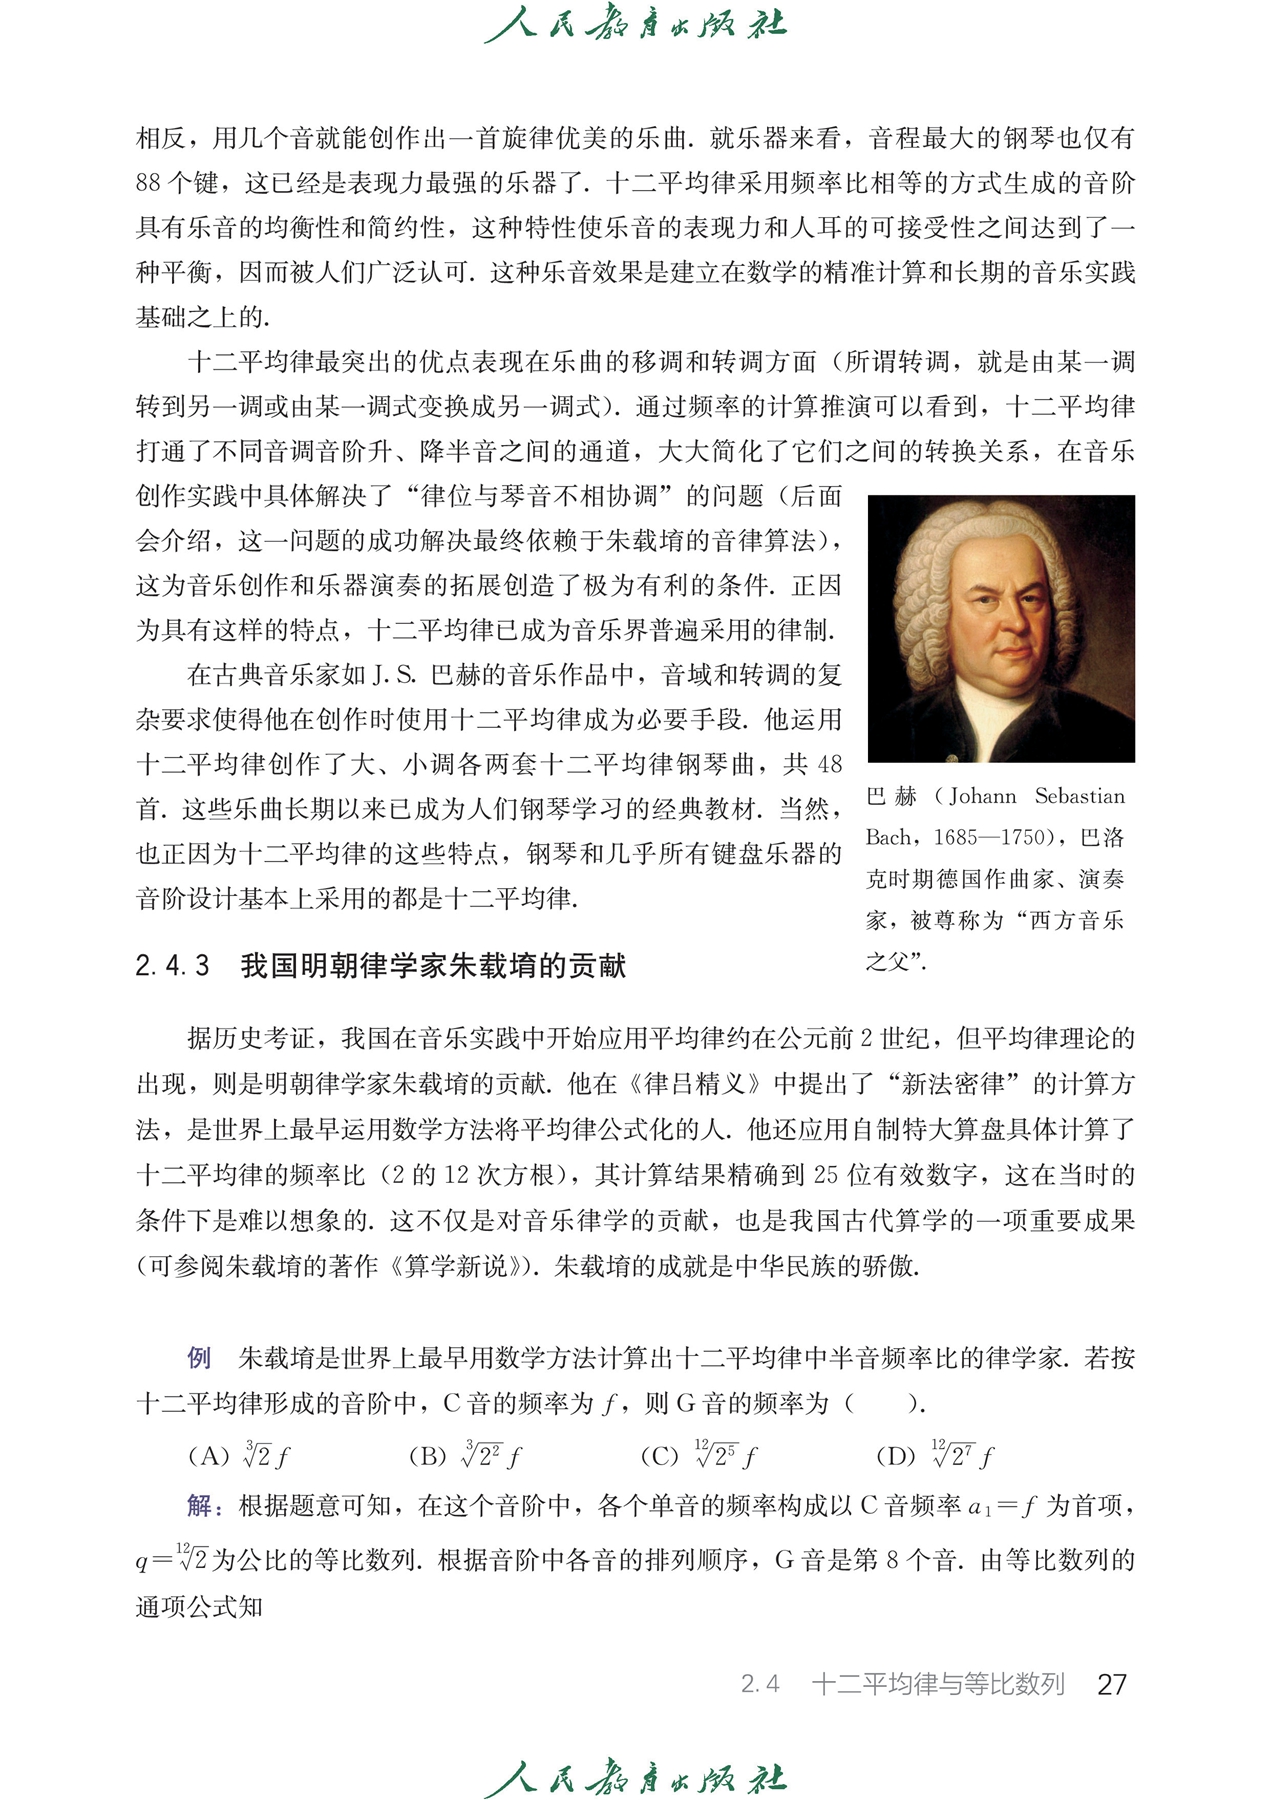 人民教育出版社
相反，用几个音就能创作出一首旋律优美的乐曲．就乐器来看，音程最大的钢琴也仅有
88 个键，这已经是表现力最强的乐器了．十二平均律采用频率比相等的方式生成的音阶
具有乐音的均衡性和简约性，这种特性使乐音的表现力和人耳的可接受性之间达到了一
种平衡，因而被人们广泛认可．这种乐音效果是建立在数学的精准计算和长期的音乐实践
基础之上的．
十二平均律最突出的优点表现在乐曲的移调和转调方面（所谓转调，就是由某一调
转到另一调或由某一调式变换成另一调式）．通过频率的计算推演可以看到，十二平均律
打通了不同音调音阶升、降半音之间的通道，大大简化了它们之间的转换关系，在音乐
创作实践中具体解决了“律位与琴音不相协调”的问题（后面
会介绍，这一问题的成功解决最终依赖于朱载堉的音律算法），
这为音乐创作和乐器演奏的拓展创造了极为有利的条件．正因
为具有这样的特点，十二平均律已成为音乐界普遍采用的律制．
在古典音乐家如 J. S. 巴赫的音乐作品中，音域和转调的复
杂要求使得他在创作时使用十二平均律成为必要手段．他运用
十二平均律创作了大、小调各两套十二平均律钢琴曲，共 48
首．这些乐曲长期以来已成为人们钢琴学习的经典教材．当然，
也正因为十二平均律的这些特点，钢琴和几乎所有键盘乐器的
音阶设计基本上采用的都是十二平均律．
巴赫（Johann Sebastian
Bach，1685—1750），巴洛
克时期德国作曲家、演奏
家，被尊称为“西方音乐
之父”．
2.4.3 我国明朝律学家朱载堉的贡献
据历史考证，我国在音乐实践中开始应用平均律约在公元前 2 世纪，但平均律理论的
出现，则是明朝律学家朱载堉的贡献．他在《律吕精义》中提出了“新法密律”的计算方
法，是世界上最早运用数学方法将平均律公式化的人．他还应用自制特大算盘具体计算了
十二平均律的频率比（2 的 12 次方根），其计算结果精确到 25 位有效数字，这在当时的
条件下是难以想象的．这不仅是对音乐律学的贡献，也是我国古代算学的一项重要成果
（可参阅朱载堉的著作《算学新说》）．朱载堉的成就是中华民族的骄傲．
例 朱载堉是世界上最早用数学方法计算出十二平均律中半音频率比的律学家．若按
十二平均律形成的音阶中，C 音的频率为 f，则 G 音的频率为（ ）．
（A）∛2 f （B）∛2² f （C）¹²√2⁵ f （D）¹²√2⁷ f
解：根据题意可知，在这个音阶中，各个单音的频率构成以 C 音频率 a₁=f 为首项，
q=¹²√2为公比的等比数列．根据音阶中各音的排列顺序，G 音是第 8 个音．由等比数列的
通项公式知
2.4 十二平均律与等比数列 27
人民教育出版社